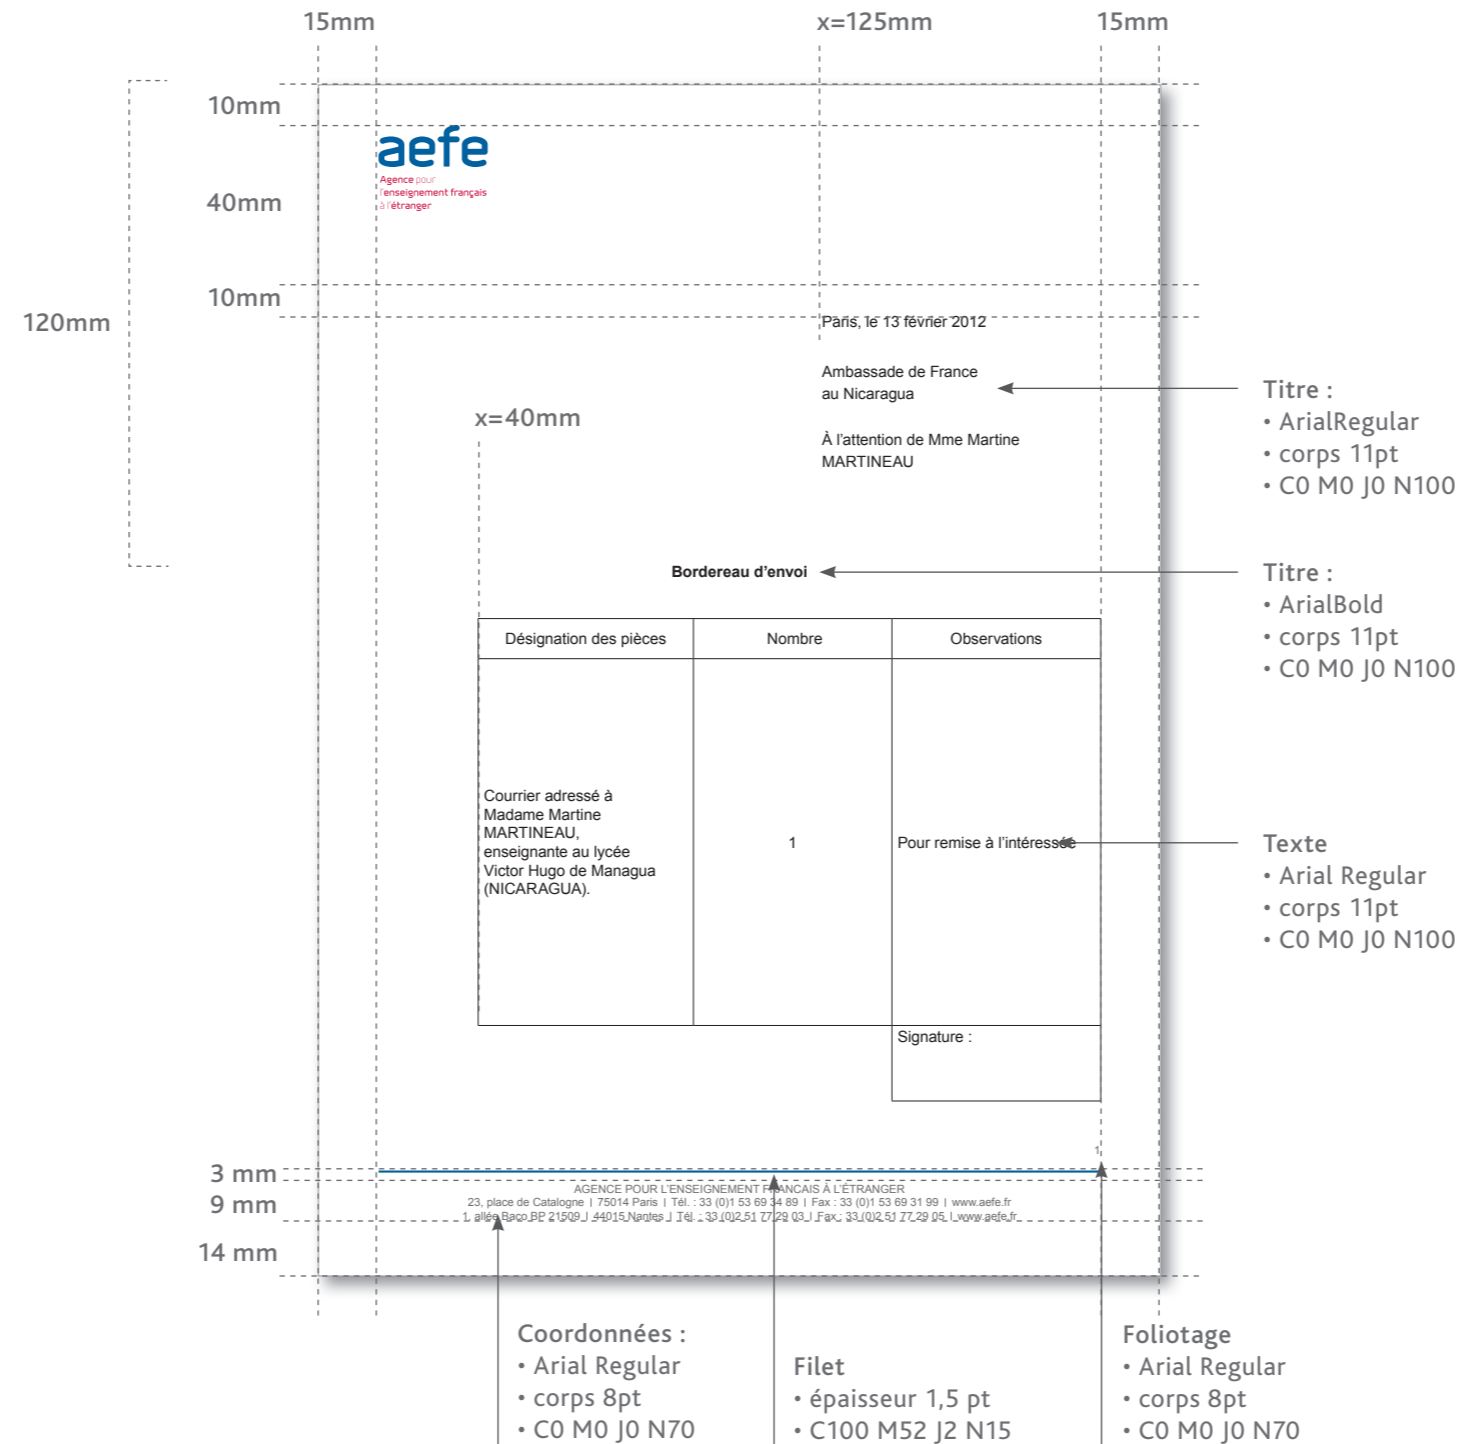 15mm
x=125mm
15mm
10mm
aefe
Agence pour
l'enseignement français
à l'étranger
40mm
10mm
120mm
Paris, le 13 février 2012
Ambassade de France
au Nicaragua
À l'attention de Mme Martine
MARTINEAU
Titre :
• ArialRegular
• corps 11pt
• C0 M0 J0 N100
x=40mm
Bordereau d'envoi
Titre :
• ArialBold
• corps 11pt
• C0 M0 J0 N100
Désignation des pièces
Nombre
Observations
Courrier adressé à
Madame Martine
MARTINEAU,
enseignante au lycée
Victor Hugo de Managua
(NICARAGUA).
1
Pour remise à l'intéressée
Texte
• Arial Regular
• corps 11pt
• C0 M0 J0 N100
Signature :
1
3 mm
9 mm
14 mm
AGENCE POUR L'ENSEIGNEMENT FRANCAIS À L'ÉTRANGER
23, place de Catalogne | 75014 Paris | Tél. : 33 (0)1 53 69 34 89 | Fax : 33 (0)1 53 69 31 99 | www.aefe.fr
1, allée Baco BP 21509 | 44015 Nantes | Tél. : 33 (0)2 51 77 29 03 | Fax : 33 (0)2 51 77 29 05 | www.aefe.fr
Coordonnées :
• Arial Regular
• corps 8pt
• C0 M0 J0 N70
Filet
• épaisseur 1,5 pt
• C100 M52 J2 N15
Foliotage
• Arial Regular
• corps 8pt
• C0 M0 J0 N70